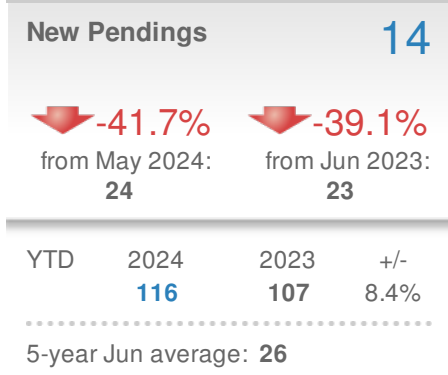 New Pendings 14
-41.7% -39.1%
from May 2024: from Jun 2023:
24 23
YTD 2024 2023 +/-
116 107 8.4%
5-year Jun average: 26